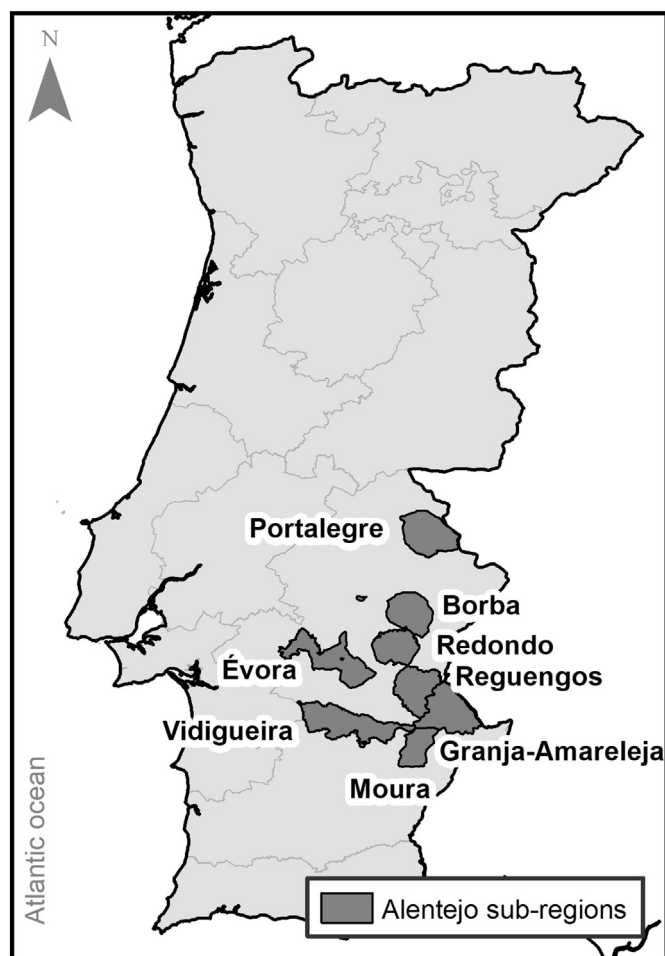 N
Portalegre
Borba
Redondo
Évora
Reguengos
Vidigueira
Granja-Amareleja
Moura
Atlantic ocean
Alentejo sub-regions